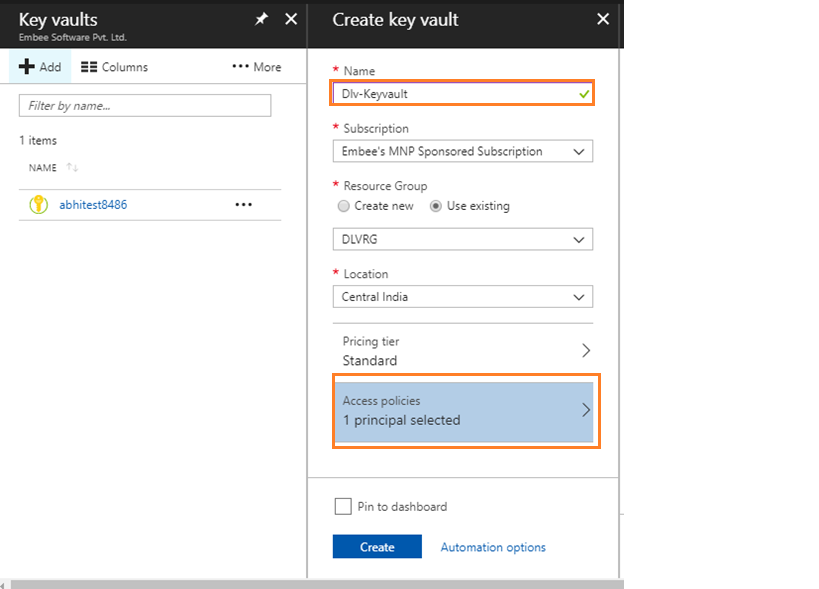 Key vaults
Embee Software Pvt. Ltd.
Add
Columns
More
Filter by name...
1 items
NAME
abhitest8486
Create key vault
* Name
Dlv-Keyvault
* Subscription
Embee's MNP Sponsored Subscription
* Resource Group
Create new
Use existing
DLVRG
* Location
Central India
Pricing tier
Standard
Access policies
1 principal selected
Pin to dashboard
Create
Automation options